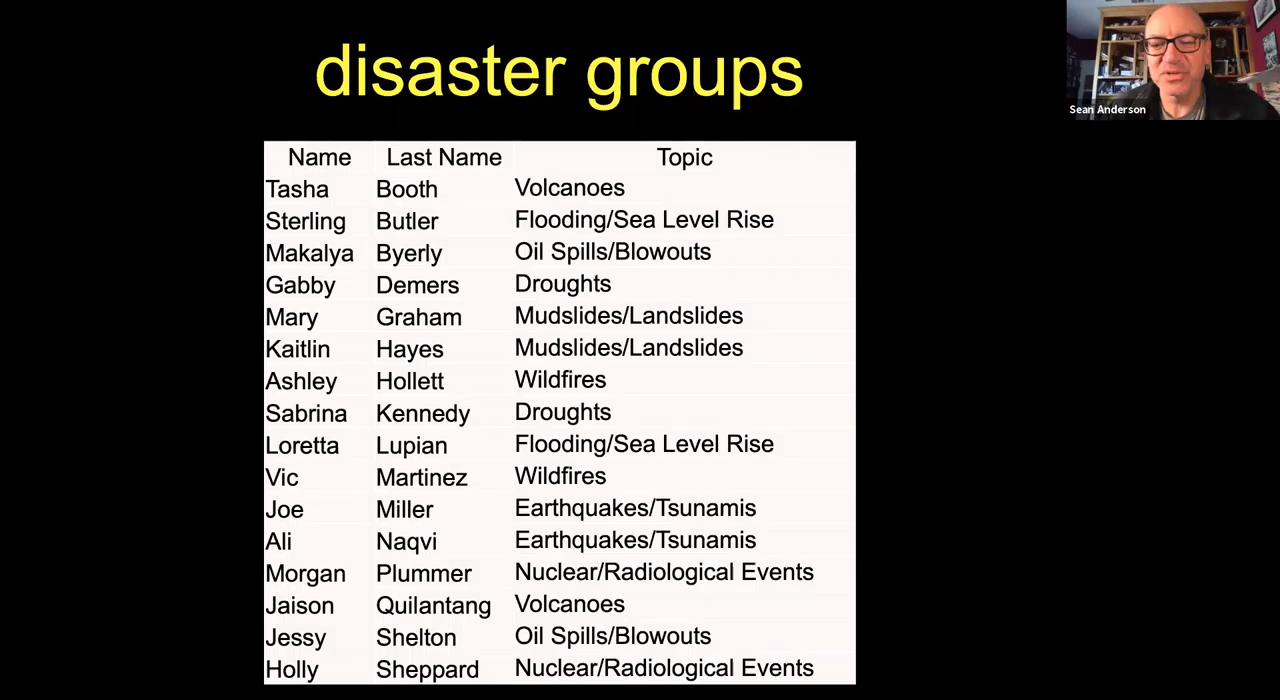 disaster groups
Sean Anderson
Name Last Name Topic
Tasha Booth Volcanoes
Sterling Butler Flooding/Sea Level Rise
Makalya Byerly Oil Spills/Blowouts
Gabby Demers Droughts
Mary Graham Mudslides/Landslides
Kaitlin Hayes Mudslides/Landslides
Ashley Hollett Wildfires
Sabrina Kennedy Droughts
Loretta Lupian Flooding/Sea Level Rise
Vic Martinez Wildfires
Joe Miller Earthquakes/Tsunamis
Ali Naqvi Earthquakes/Tsunamis
Morgan Plummer Nuclear/Radiological Events
Jaison Quilantang Volcanoes
Jessy Shelton Oil Spills/Blowouts
Holly Sheppard Nuclear/Radiological Events